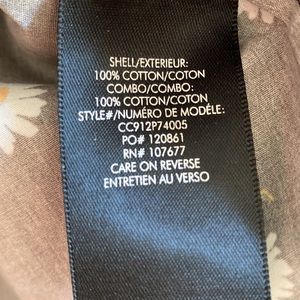 SHELL/EXTERIEUR:
100% COTTON/COTON
COMBO/COMBO:
100% COTTON/COTON
STYLE#/NUMÉRO DE MODÈLE:
CC912P74005
PO# 120861
RN# 107677
CARE ON REVERSE
ENTRETIEN AU VERSO